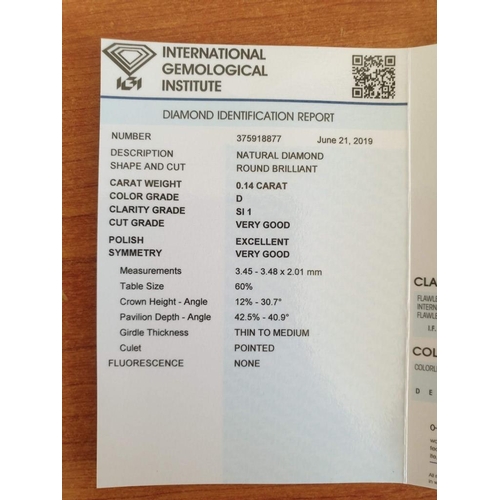 INTERNATIONAL
GEMOLOGICAL
INSTITUTE
IGI
DIAMOND IDENTIFICATION REPORT
NUMBER 375918877 June 21, 2019
DESCRIPTION NATURAL DIAMOND
SHAPE AND CUT ROUND BRILLIANT
CARAT WEIGHT 0.14 CARAT
COLOR GRADE D
CLARITY GRADE SI 1
CUT GRADE VERY GOOD
POLISH EXCELLENT
SYMMETRY VERY GOOD
Measurements 3.45 - 3.48 x 2.01 mm
Table Size 60%
Crown Height - Angle 12% - 30.7°
Pavilion Depth - Angle 42.5% - 40.9°
Girdle Thickness THIN TO MEDIUM
Culet POINTED
FLUORESCENCE NONE
CLA
FLAWLE
INTERN
FLAWLE
I.F.
COL
COLORL
D E